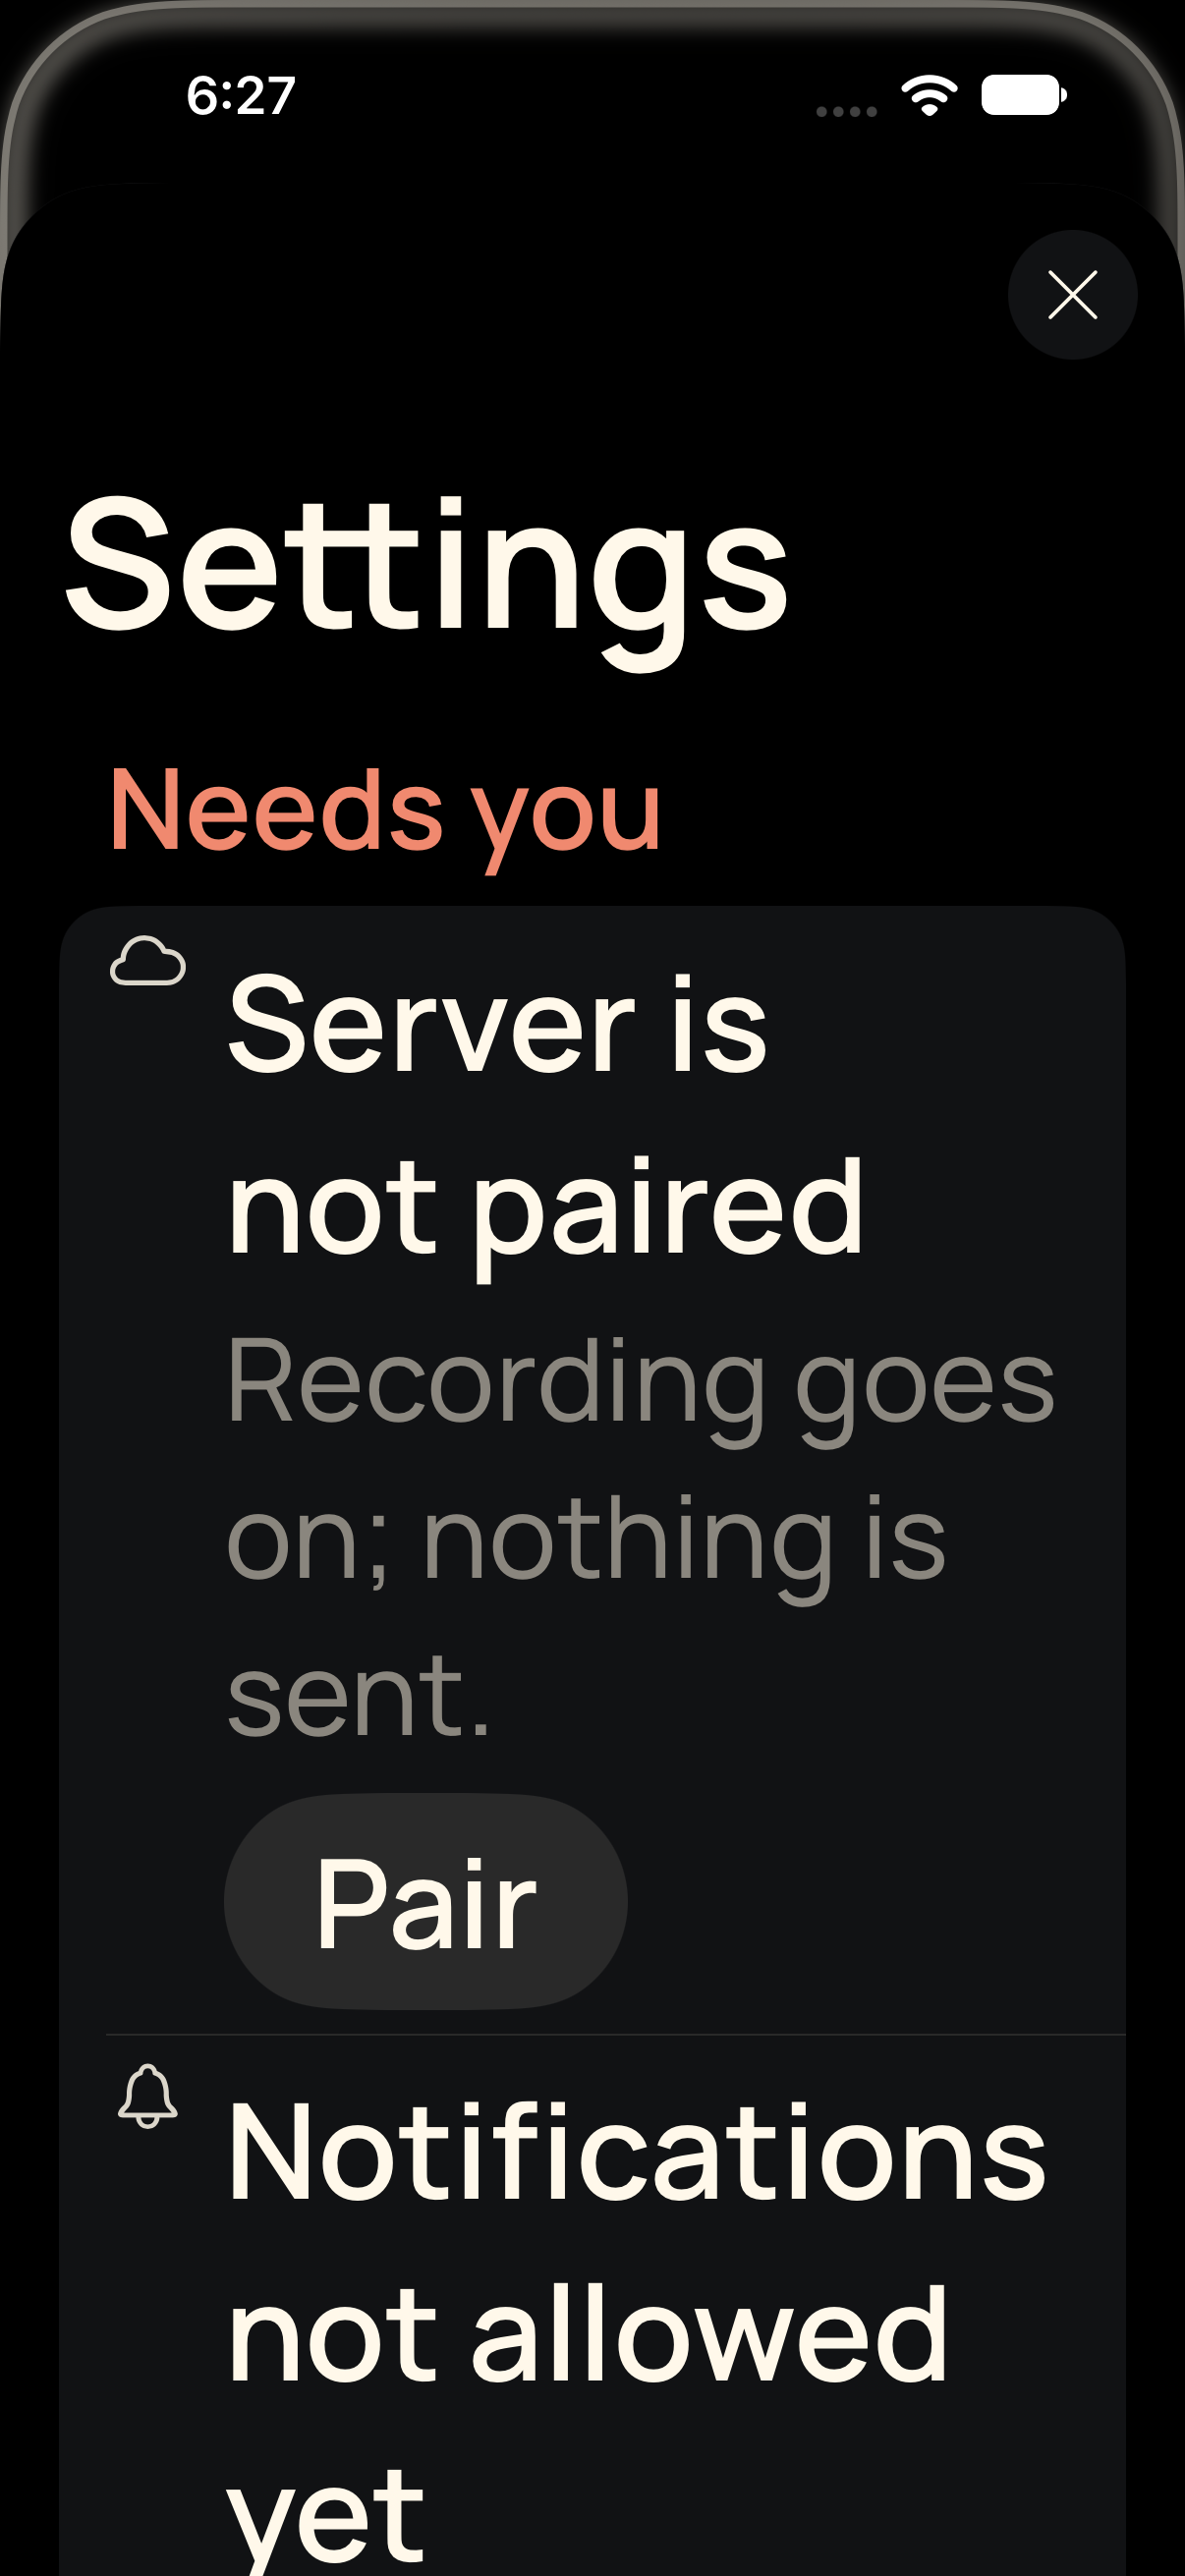 6:27
Settings
Needs you
Server is
not paired
Recording goes
on; nothing is
sent.
Pair
Notifications
not allowed
yet